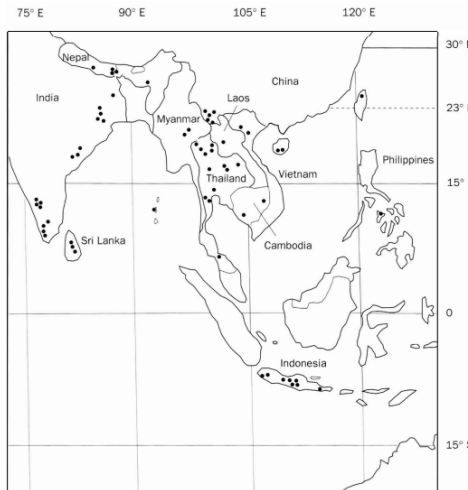 75° E 90° E 105° E 120° E
30° N
Nepal
China
India
Laos
23° N
Myanmar
Philippines
Thailand
Vietnam
15°
Sri Lanka
Cambodia
0
Indonesia
15° S